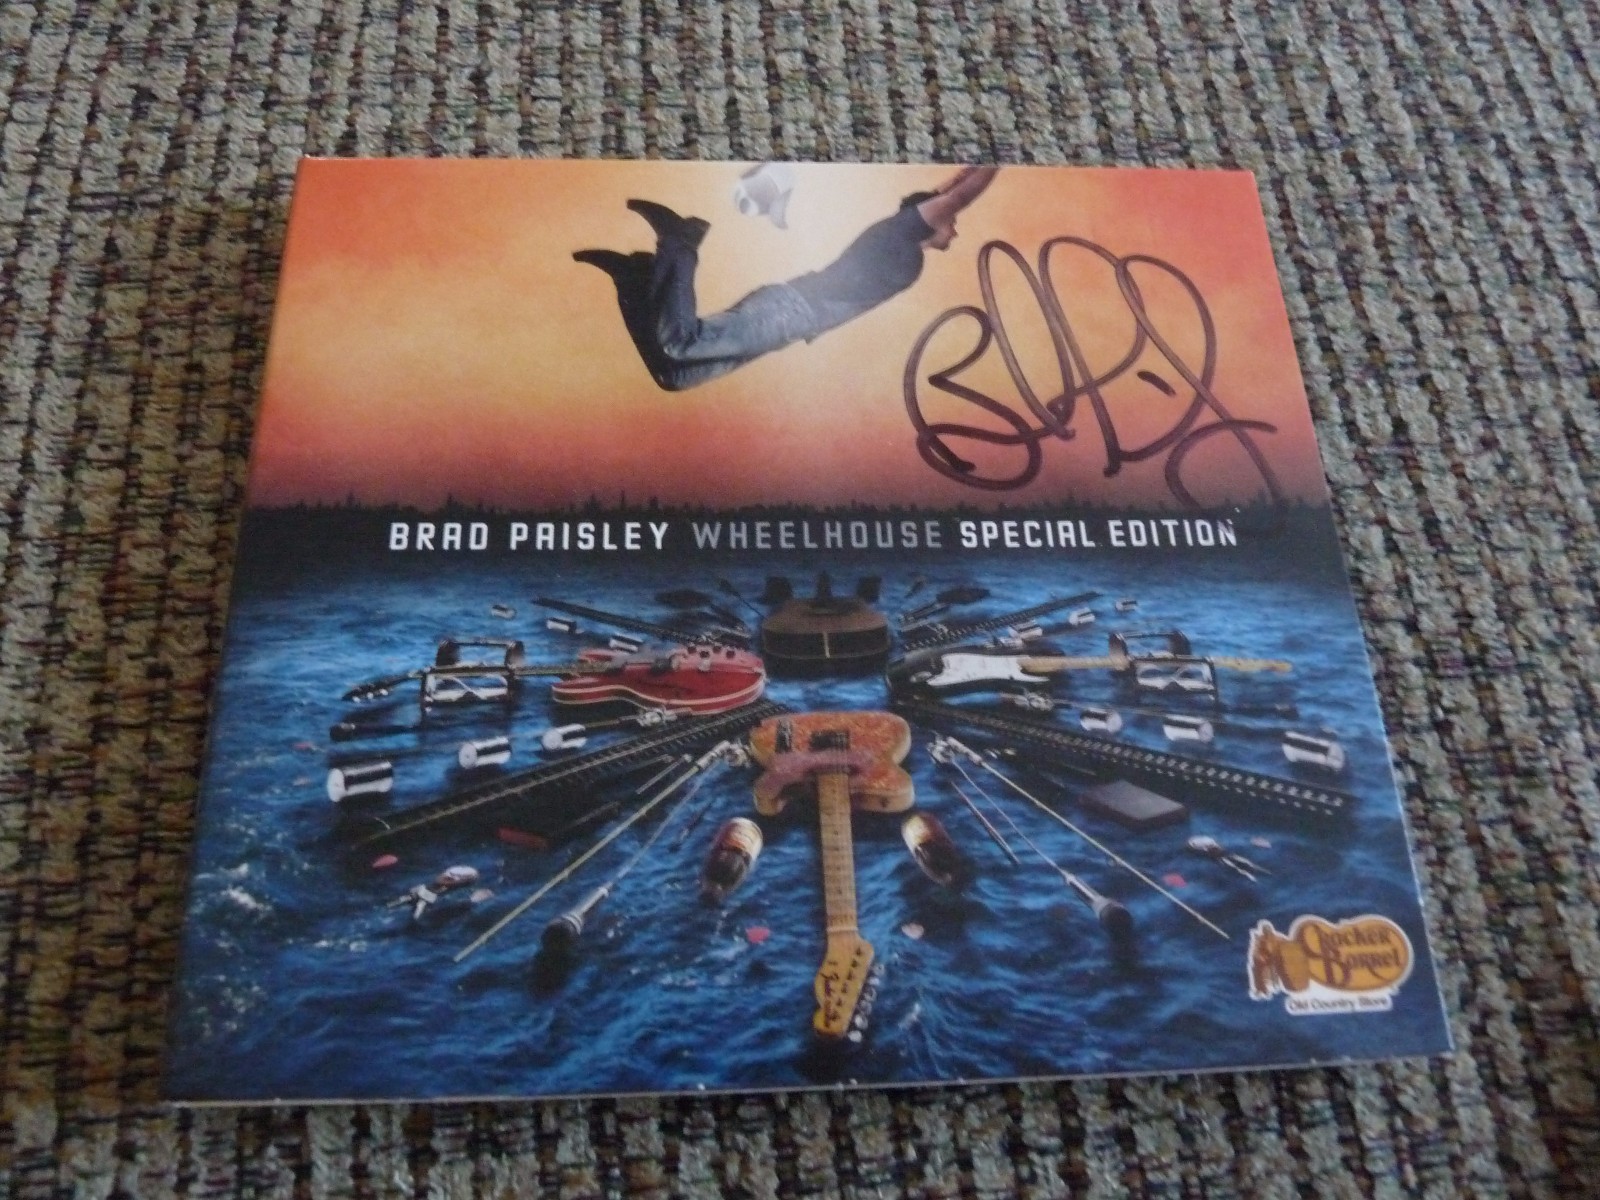 BRAD PAISLEY WHEELHOUSE SPECIAL EDITION
Cracker
Barrel
Old Country Store